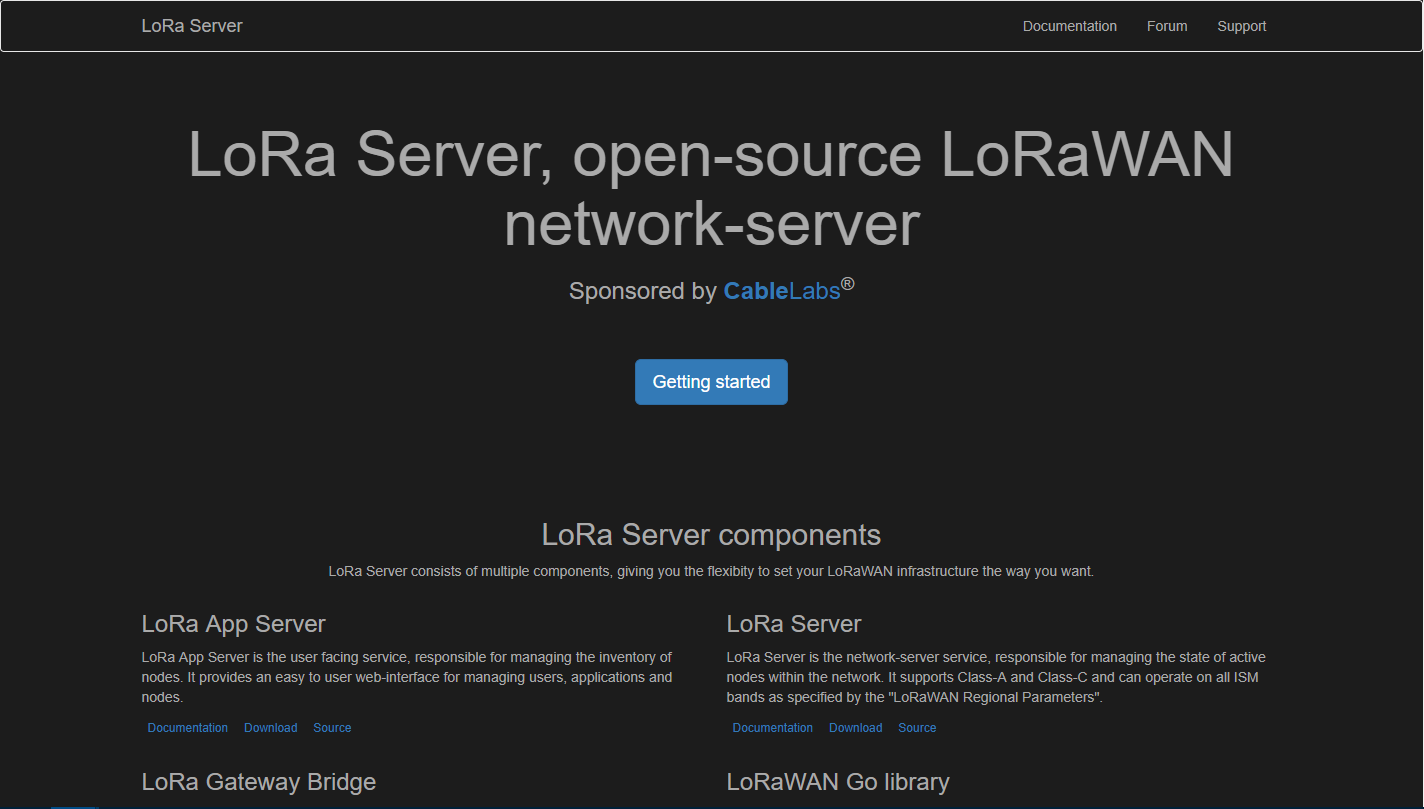 LoRa Server
Documentation Forum Support
LoRa Server, open-source LoRaWAN
network-server
Sponsored by CableLabs®
Getting started
LoRa Server components
LoRa Server consists of multiple components, giving you the flexibity to set your LoRaWAN infrastructure the way you want.
LoRa App Server
LoRa App Server is the user facing service, responsible for managing the inventory of
nodes. It provides an easy to user web-interface for managing users, applications and
nodes.
Documentation Download Source
LoRa Server
LoRa Server is the network-server service, responsible for managing the state of active
nodes within the network. It supports Class-A and Class-C and can operate on all ISM
bands as specified by the "LoRaWAN Regional Parameters".
Documentation Download Source
LoRa Gateway Bridge
LoRaWAN Go library